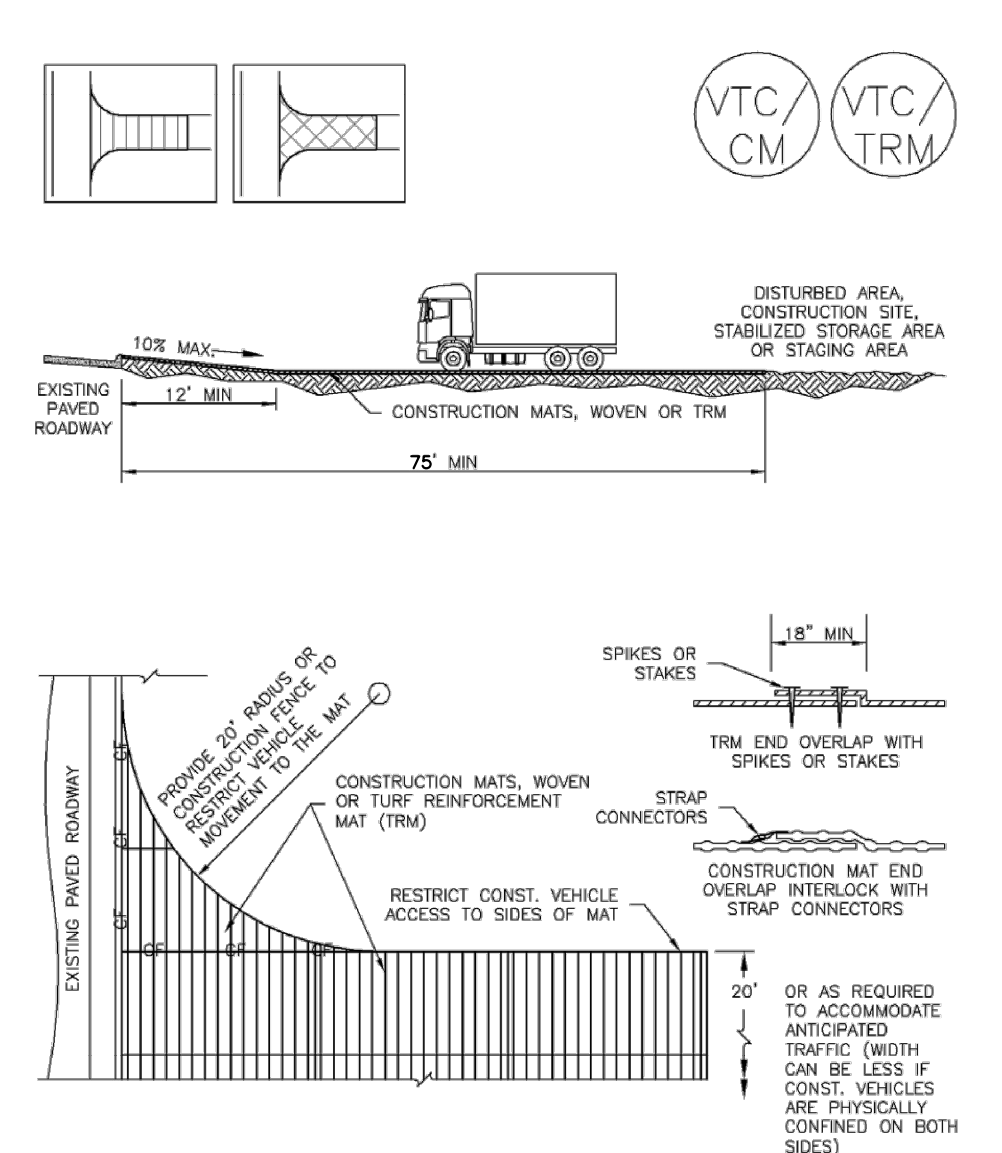 VTC/
CM
VTC/
TRM
10% MAX.
DISTURBED AREA,
CONSTRUCTION SITE,
STABILIZED STORAGE AREA
OR STAGING AREA
EXISTING
PAVED
ROADWAY
12' MIN
CONSTRUCTION MATS, WOVEN OR TRM
75' MIN
18" MIN
SPIKES OR
STAKES
TRM END OVERLAP WITH
SPIKES OR STAKES
PROVIDE 20' RADIUS OR
CONSTRUCTION FENCE TO
RESTRICT VEHICLE
MOVEMENT TO THE MAT
CONSTRUCTION MATS, WOVEN
OR TURF REINFORCEMENT
MAT (TRM)
STRAP
CONNECTORS
CONSTRUCTION MAT END
OVERLAP INTERLOCK WITH
STRAP CONNECTORS
EXISTING PAVED ROADWAY
CF
CF
CF
CF
CF
CF
RESTRICT CONST. VEHICLE
ACCESS TO SIDES OF MAT
20'
OR AS REQUIRED
TO ACCOMMODATE
ANTICIPATED
TRAFFIC (WIDTH
CAN BE LESS IF
CONST. VEHICLES
ARE PHYSICALLY
CONFINED ON BOTH
SIDES)